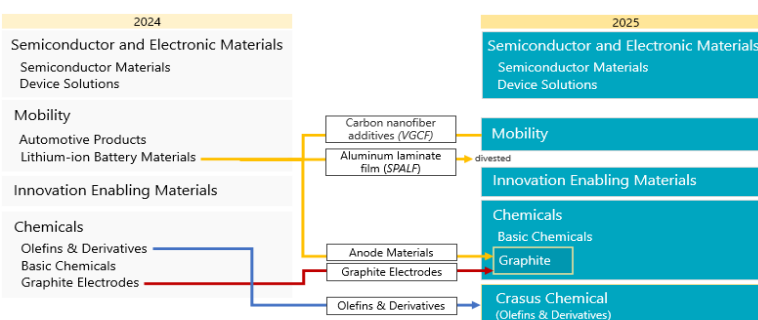 2024
Semiconductor and Electronic Materials
Semiconductor Materials
Device Solutions
Mobility
Automotive Products
Lithium-ion Battery Materials
Innovation Enabling Materials
Chemicals
Olefins & Derivatives
Basic Chemicals
Graphite Electrodes
Carbon nanofiber
additives (VGCF)
Aluminum laminate
film (SPALF)
Anode Materials
Graphite Electrodes
Olefins & Derivatives
2025
Semiconductor and Electronic Materials
Semiconductor Materials
Device Solutions
Mobility
divested
Innovation Enabling Materials
Chemicals
Basic Chemicals
Graphite
Crasus Chemical
(Olefins & Derivatives)